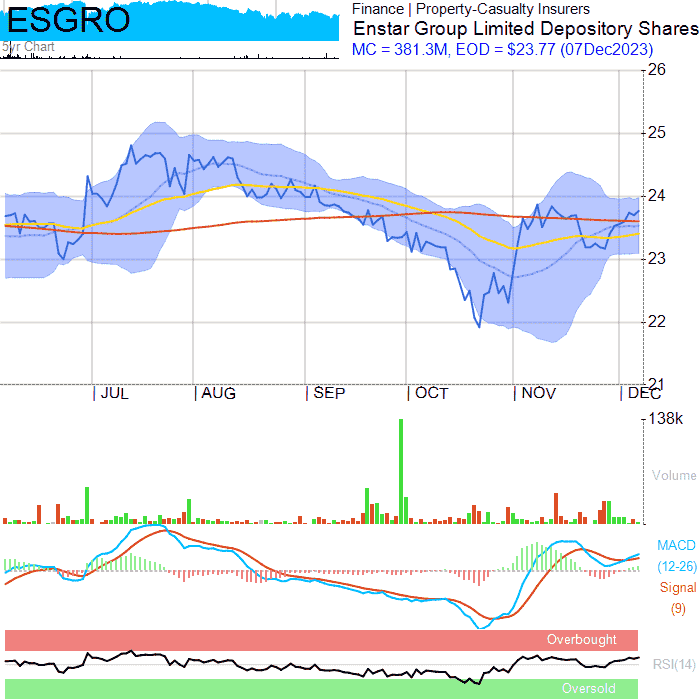 ESGRO
5yr Chart
Finance | Property-Casualty Insurers
Enstar Group Limited Depository Shares
MC = 381.3M, EOD = $23.77 (07Dec2023)
26
25
24
23
22
21
JUL AUG SEP OCT NOV DEC
138k
Volume
MACD
(12-26)
Signal
(9)
Overbought
RSI(14)
Oversold